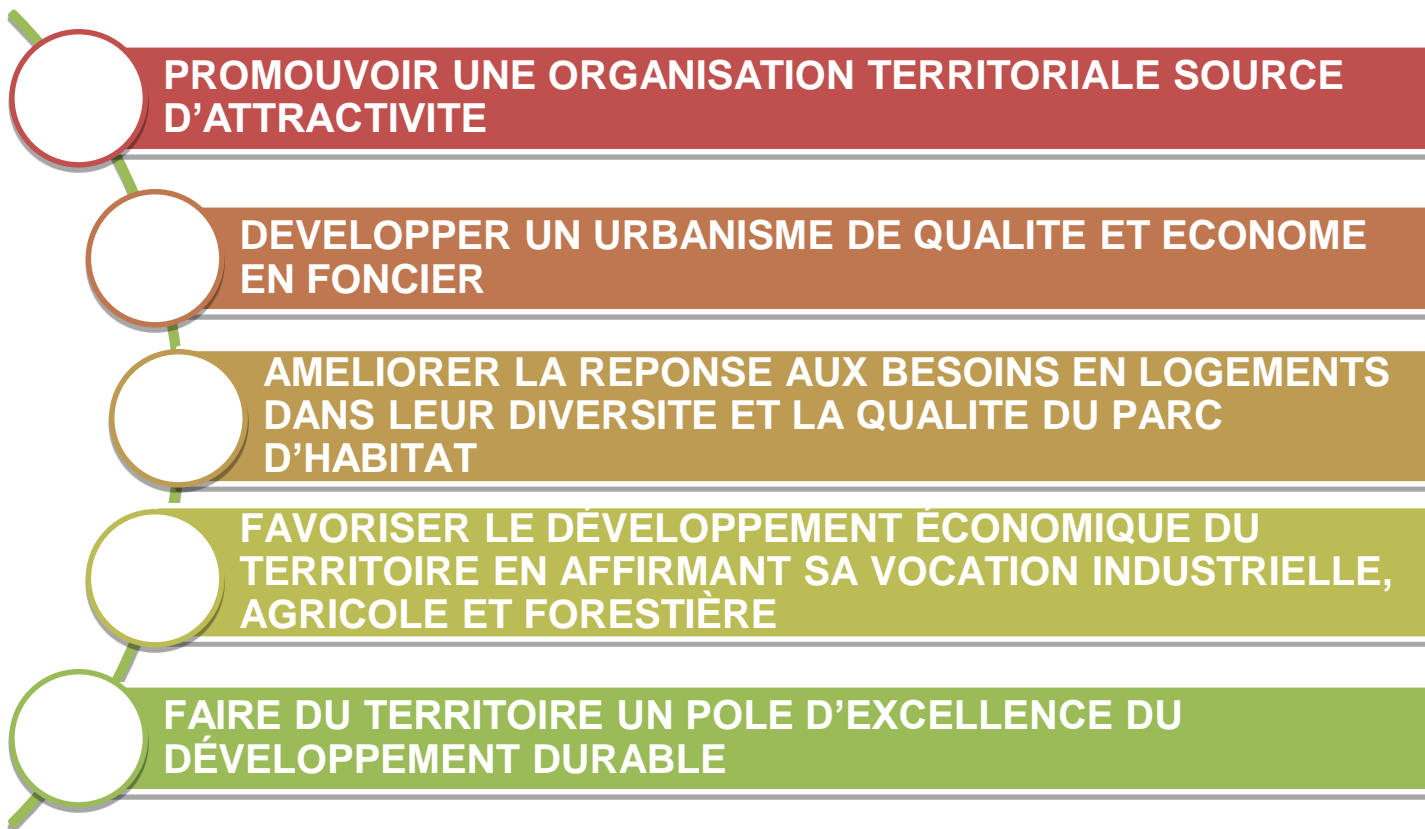 PROMOUVOIR UNE ORGANISATION TERRITORIALE SOURCE
D’ATTRACTIVITE
DEVELOPPER UN URBANISME DE QUALITE ET ECONOME
EN FONCIER
AMELIORER LA REPONSE AUX BESOINS EN LOGEMENTS
DANS LEUR DIVERSITE ET LA QUALITE DU PARC
D’HABITAT
FAVORISER LE DÉVELOPPEMENT ÉCONOMIQUE DU
TERRITOIRE EN AFFIRMANT SA VOCATION INDUSTRIELLE,
AGRICOLE ET FORESTIÈRE
FAIRE DU TERRITOIRE UN POLE D’EXCELLENCE DU
DÉVELOPPEMENT DURABLE